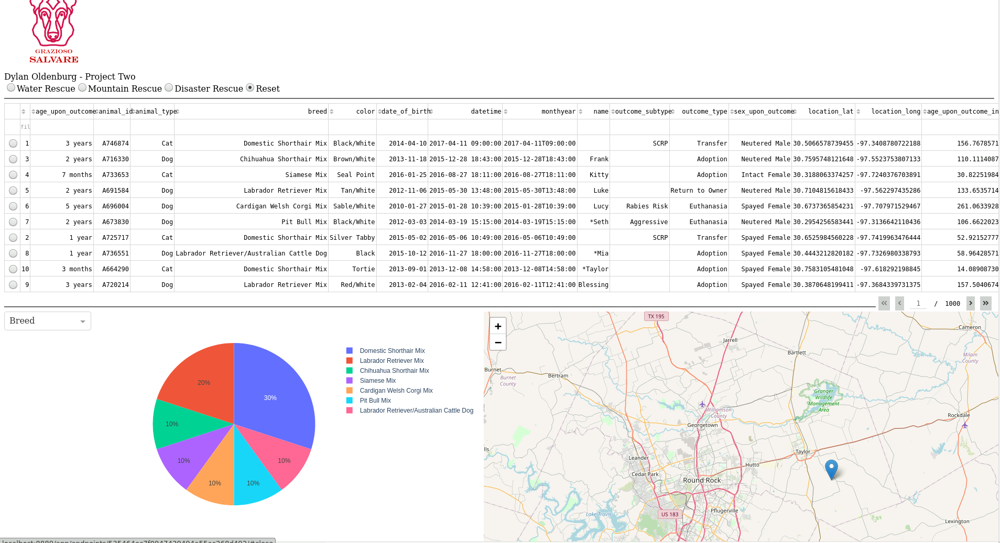 GRAZIOSO
SALVARE
Dylan Oldenburg - Project Two
Water Rescue Mountain Rescue Disaster Rescue Reset
age_upon_outcome animal_id animal_type breed color date_of_birth datetime monthyear name outcome_subtype outcome_type sex_upon_outcome location_lat location_long age_upon_outcome_in
fil
1 3 years A746874 Cat Domestic Shorthair Mix Black/White 2014-04-10 2017-04-11 09:00:00 2017-04-11T09:00:00 SCRP Transfer Neutered Male 30.5066578739455 -97.3408780722188 156.7678571
3 2 years A716330 Dog Chihuahua Shorthair Mix Brown/White 2013-11-18 2015-12-28 18:43:00 2015-12-28T18:43:00 Frank Adoption Neutered Male 30.7595748121648 -97.5523753807133 110.1114087
4 7 months A733653 Cat Siamese Mix Seal Point 2016-01-25 2016-08-27 18:11:00 2016-08-27T18:11:00 Kitty Adoption Intact Female 30.3188063374257 -97.7240376703891 30.82251984
5 2 years A691584 Dog Labrador Retriever Mix Tan/White 2012-11-06 2015-05-30 13:48:00 2015-05-30T13:48:00 Luke Return to Owner Neutered Male 30.7104815618433 -97.562297435286 133.6535714
6 5 years A696004 Dog Cardigan Welsh Corgi Mix Sable/White 2010-01-27 2015-01-28 10:39:00 2015-01-28T10:39:00 Lucy Rabies Risk Euthanasia Spayed Female 30.6737365854231 -97.707971529467 261.0633928
7 2 years A673830 Dog Pit Bull Mix Black/White 2012-03-03 2014-03-19 15:15:00 2014-03-19T15:15:00 *Seth Aggressive Euthanasia Neutered Male 30.2954256583441 -97.3136642110436 106.6622023
2 1 year A725717 Cat Domestic Shorthair Mix Silver Tabby 2015-05-02 2016-05-06 10:49:00 2016-05-06T10:49:00 SCRP Transfer Spayed Female 30.6525984560228 -97.7419963476444 52.92152777
8 1 year A736551 Dog Labrador Retriever/Australian Cattle Dog Black 2015-10-12 2016-11-27 18:00:00 2016-11-27T18:00:00 *Mia Adoption Spayed Female 30.4443212820182 -97.7326980338793 58.96428571
10 3 months A664290 Cat Domestic Shorthair Mix Tortie 2013-09-01 2013-12-08 14:58:00 2013-12-08T14:58:00 *Taylor Adoption Spayed Female 30.7583105481048 -97.618292198845 14.08908730
9 3 years A720214 Dog Labrador Retriever Mix Red/White 2013-02-04 2016-02-11 12:41:00 2016-02-11T12:41:00 Blessing Adoption Spayed Female 30.3870648199411 -97.3684339731375 157.5040674
« ‹ 1 / 1000 › »
Breed
30%
20%
10%
10%
10%
10%
10%
Domestic Shorthair Mix
Labrador Retriever Mix
Chihuahua Shorthair Mix
Siamese Mix
Cardigan Welsh Corgi Mix
Pit Bull Mix
Labrador Retriever/Australian Cattle Dog
+
−
TX 195
Cameron
Jarrell
Bartlett
Milam
County
Burnet
Bertram
Burnet
County
Granger
Wildlife
Management
Area
Williamson
County
Rockdale
Georgetown
lls
Taylor
Leander
Hutto
Cedar Park
Round Rock
Pflugerville
Lake Travis
US 183
Lexington